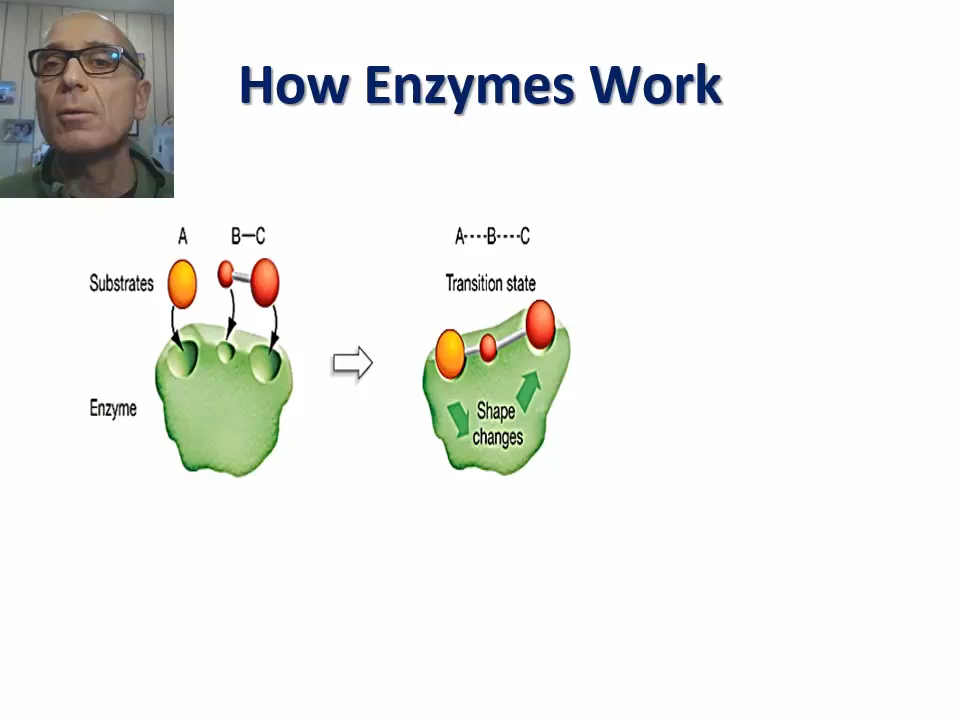 How Enzymes Work
A B—C
A----B----C
Substrates
Transition state
Enzyme
Shape
changes